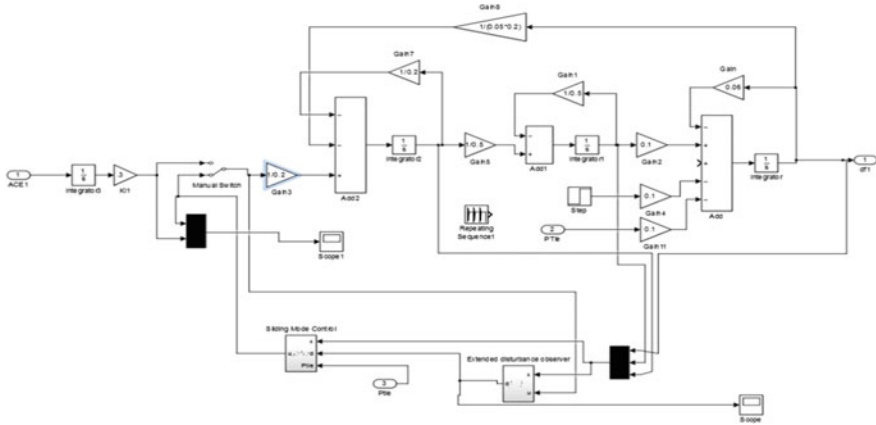 Gain8
1/(0.05*0.2)
Gain7
1/0.2
Gain1
1/0.5
Gain
0.06
1
ACE1
1
s
Integrator3
.3
Manual Switch
1/0.2
Gain3
Add2
1
s
Integrator2
1/0.5
Gain5
Add1
1
s
Integrator1
0.1
Gain2
Add
1
s
Integrator
1
df1
Step
0.1
Gain4
2
PTie
0.1
Gain11
Repeating
Sequence1
Scope1
Sliding Mode Control
Ptie
3
Ptie
Extended disturbance observer
x
u
Scope